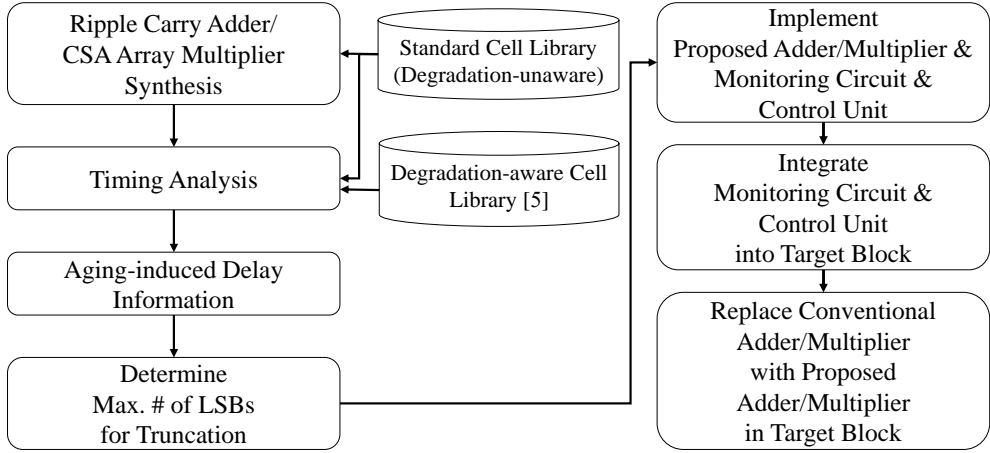 Ripple Carry Adder/
CSA Array Multiplier
Synthesis
Standard Cell Library
(Degradation-unaware)
Timing Analysis
Degradation-aware Cell
Library [5]
Aging-induced Delay
Information
Determine
Max. # of LSBs
for Truncation
Implement
Proposed Adder/Multiplier &
Monitoring Circuit &
Control Unit
Integrate
Monitoring Circuit &
Control Unit
into Target Block
Replace Conventional
Adder/Multiplier
with Proposed
Adder/Multiplier
in Target Block